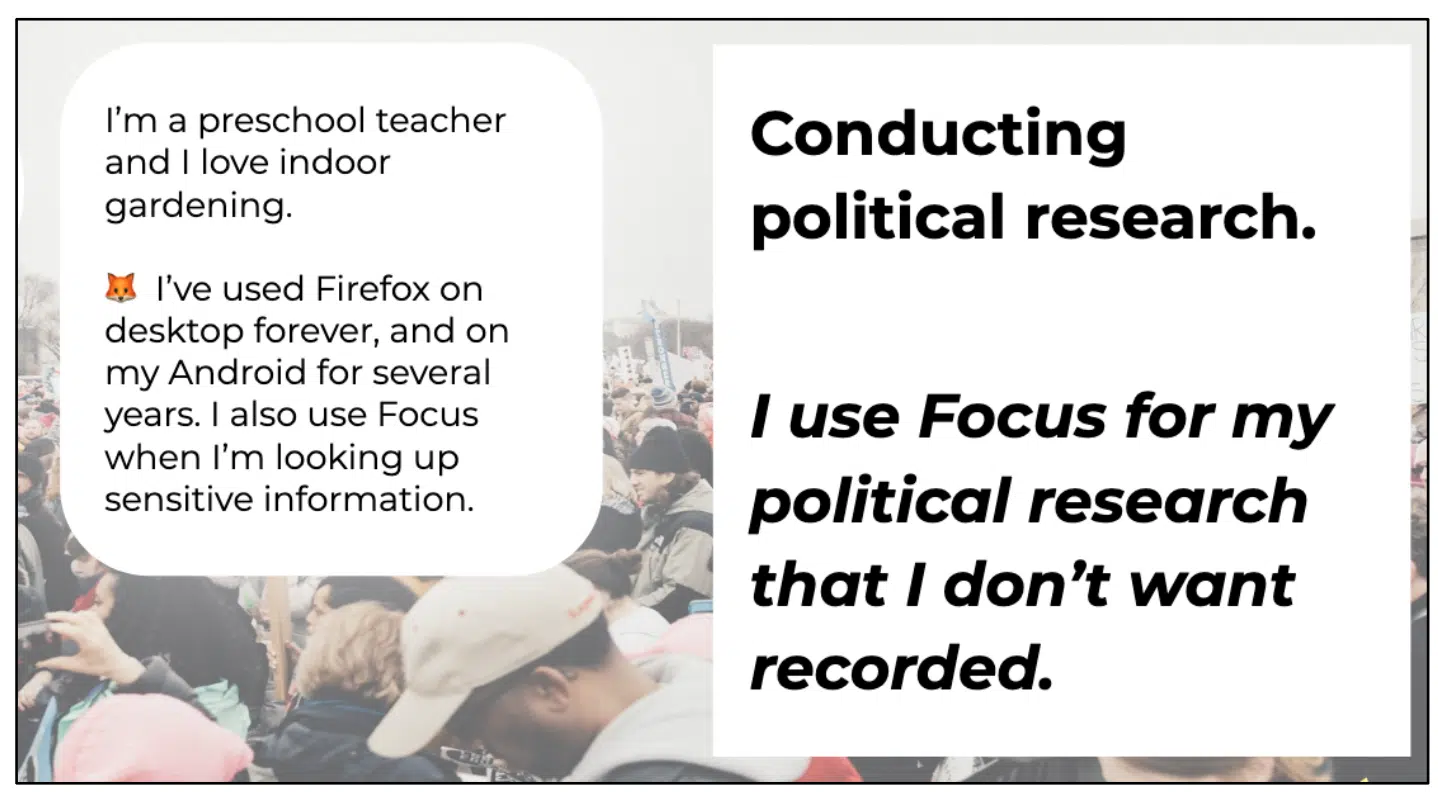 I’m a preschool teacher
and I love indoor
gardening.
🦊 I’ve used Firefox on
desktop forever, and on
my Android for several
years. I also use Focus
when I’m looking up
sensitive information.
Conducting
political research.
I use Focus for my
political research
that I don’t want
recorded.